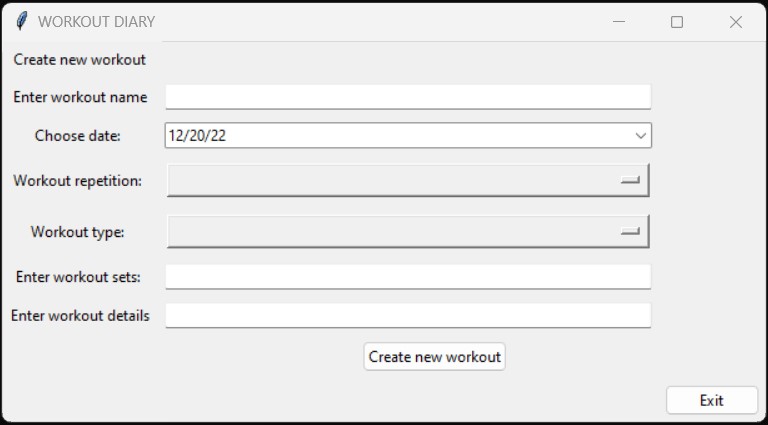 WORKOUT DIARY
Create new workout
Enter workout name
Choose date: 12/20/22
Workout repetition:
Workout type:
Enter workout sets:
Enter workout details
Create new workout
Exit